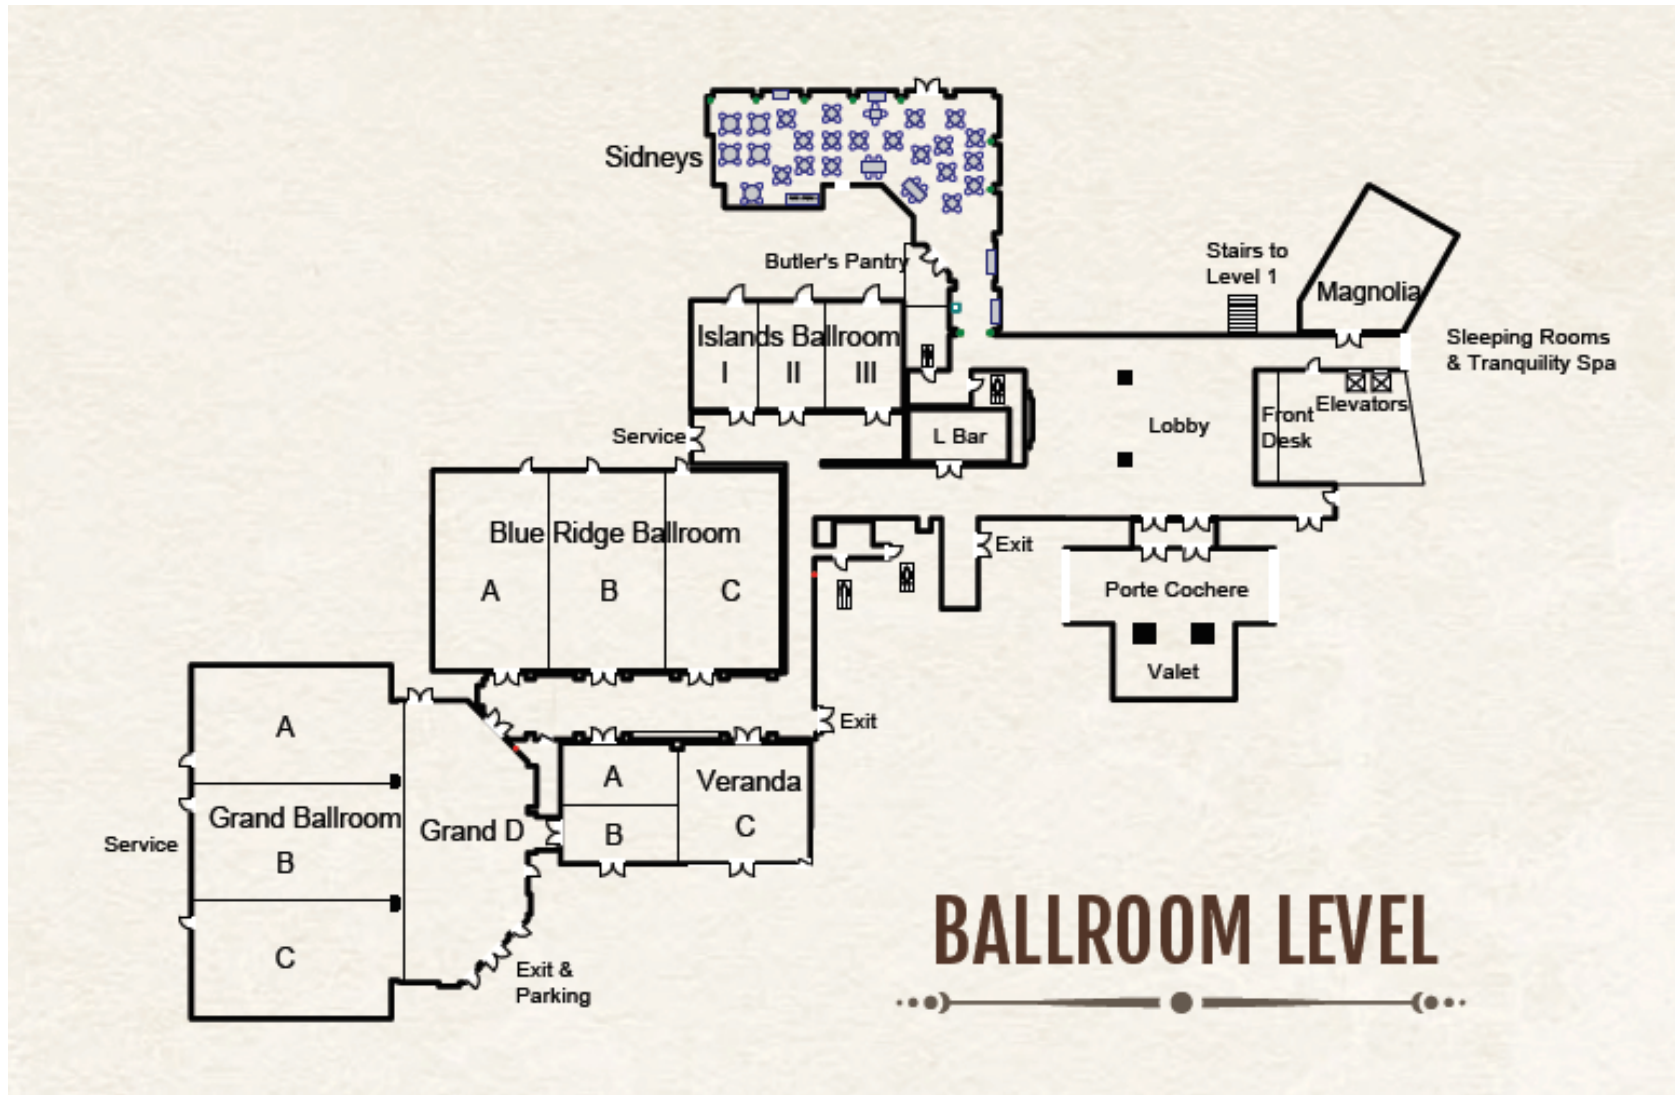 Sidneys
Butler's Pantry
Stairs to
Level 1
Magnolia
Sleeping Rooms
& Tranquility Spa
Islands Ballroom
I
II
III
Service
L Bar
Lobby
Front
Desk
Elevators
Blue Ridge Ballroom
A
B
C
Exit
Porte Cochere
Valet
Exit
A
B
Veranda
C
A
Grand Ballroom
B
C
Grand D
Service
Exit &
Parking
BALLROOM LEVEL